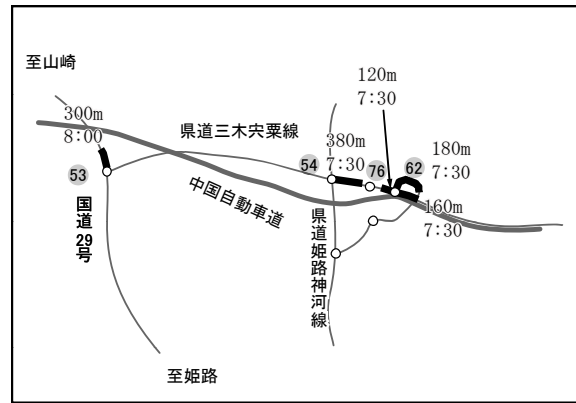 至山崎
300m
8:00
53
国道29号
県道三木宍粟線
中国自動車道
至姫路
54
380m
7:30
県道姫路神河線
120m
7:30
76
62
180m
7:30
160m
7:30